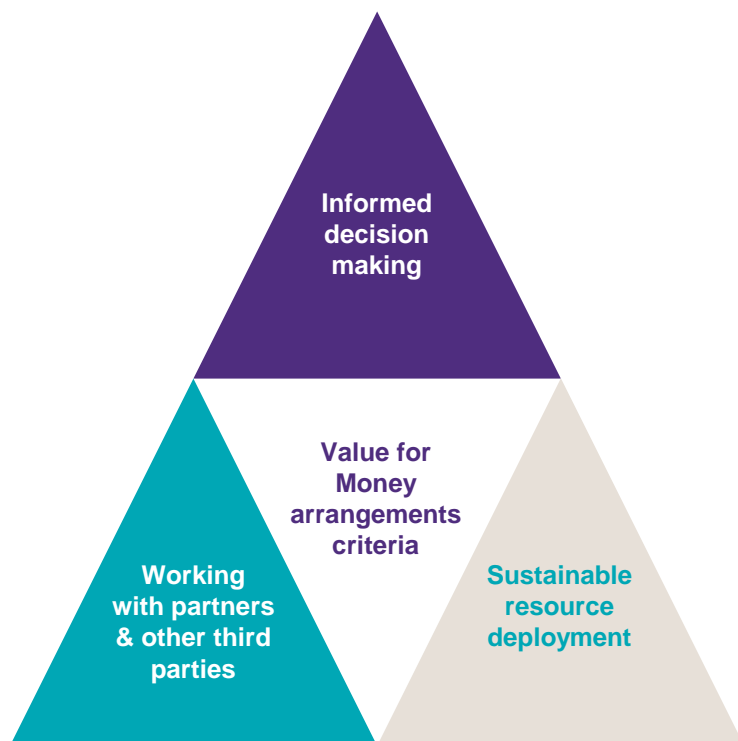 Informed
decision
making
Value for
Money
arrangements
criteria
Working
with partners
& other third
parties
Sustainable
resource
deployment